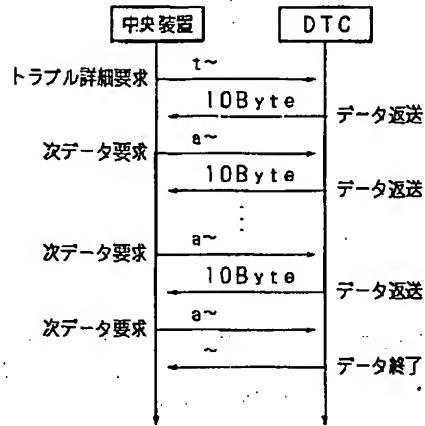 中央装置 DTC
t~
トラブル詳細要求
10Byte
データ返送
a~
次データ要求
10Byte
データ返送
a~
次データ要求
10Byte
データ返送
a~
次データ要求
~
データ終了